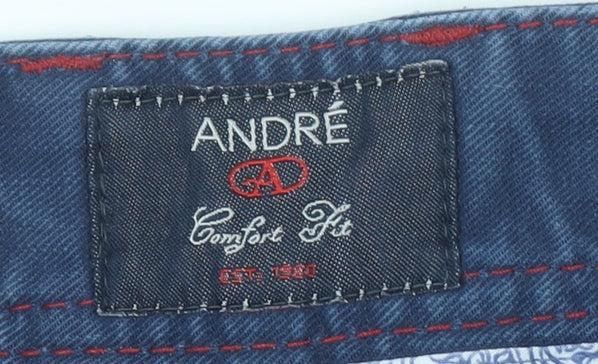 ANDRÉ
A
Comfort Fit
EST: 1980